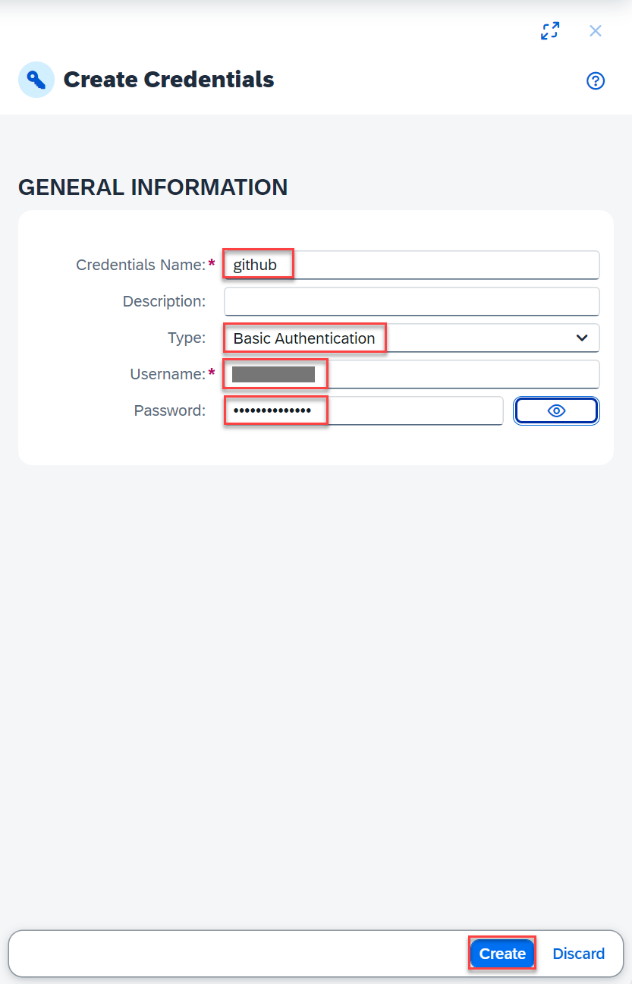 Create Credentials
GENERAL INFORMATION
Credentials Name:* github
Description:
Type: Basic Authentication
Username:*
Password: ••••••••••••••
Create Discard